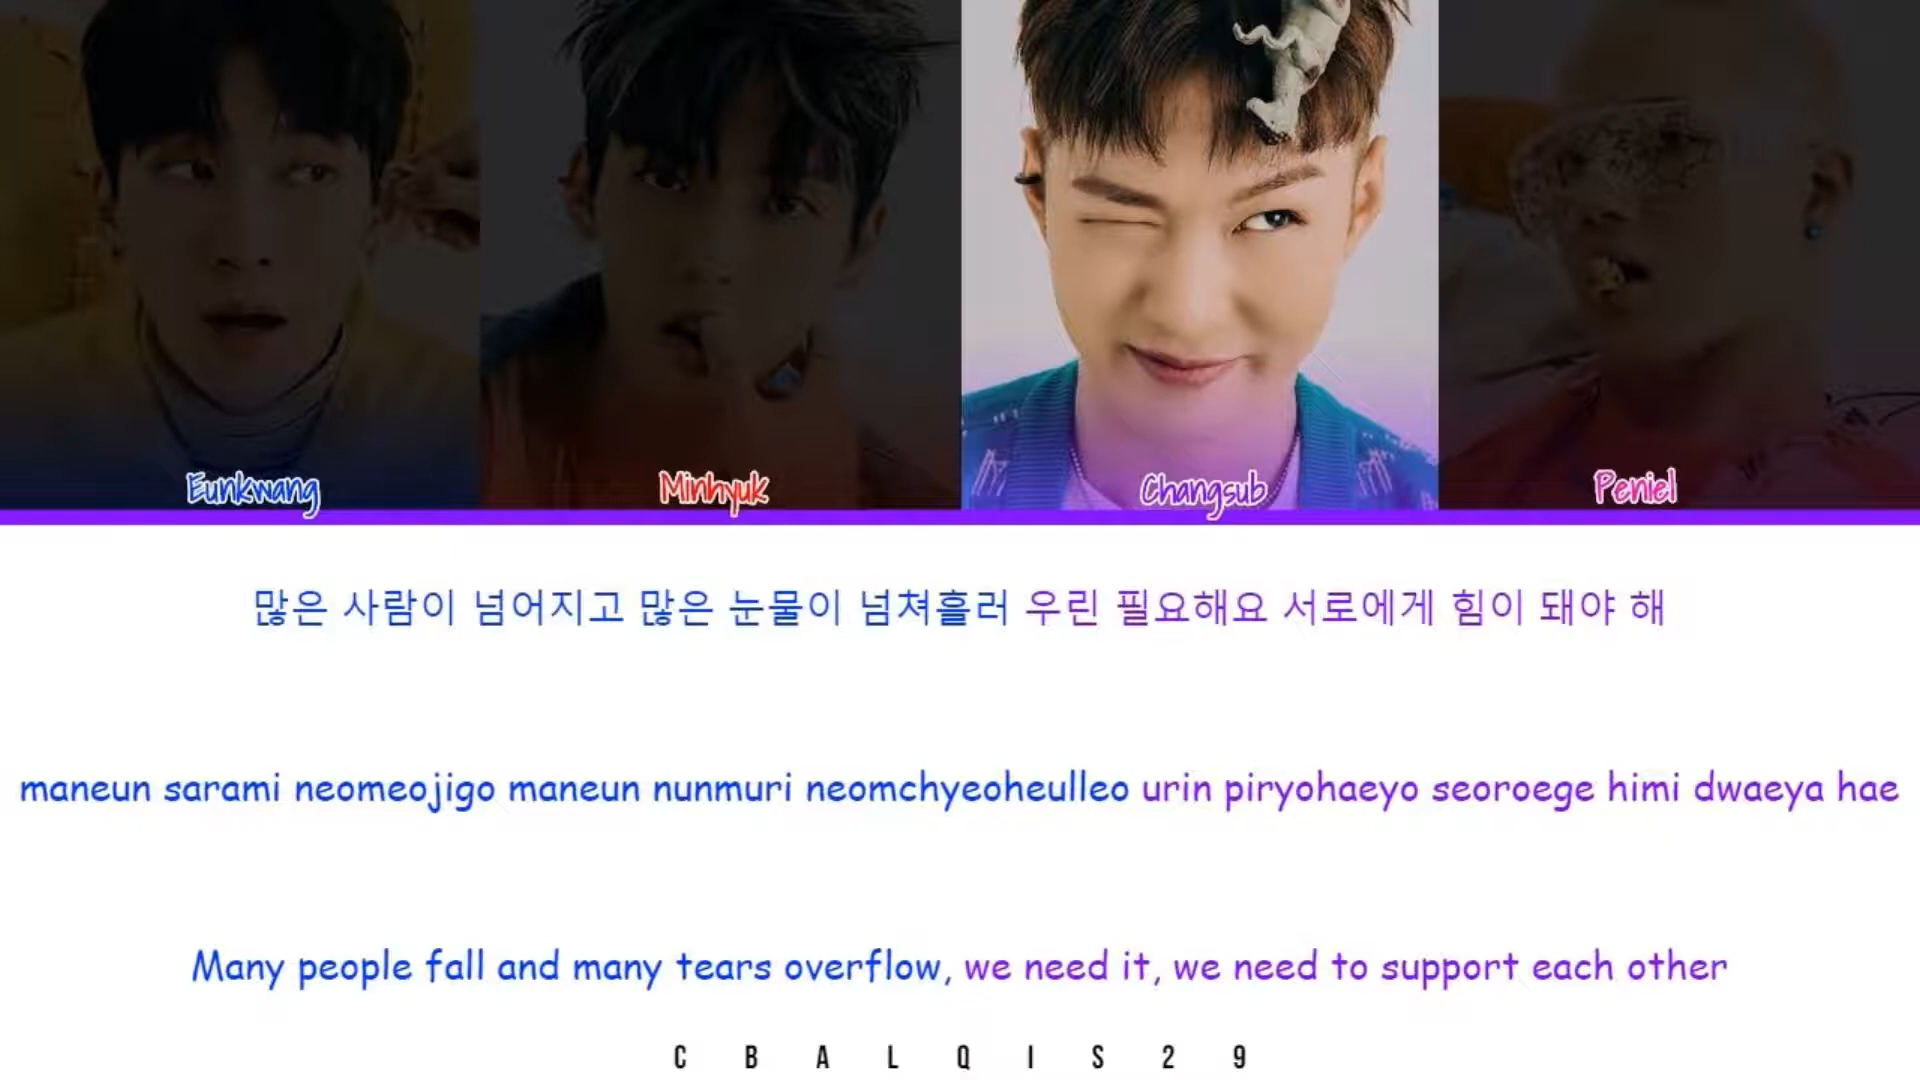 Eunkwang Minhyuk Changsub Peniel
많은 사람이 넘어지고 많은 눈물이 넘쳐흘러 우린 필요해요 서로에게 힘이 돼야 해
maneun sarami neomeojigo maneun nunmuri neomchyeoheulleo urin piryohaeyo seoroege himi dwaeya hae
Many people fall and many tears overflow, we need it, we need to support each other
CBALQIS29